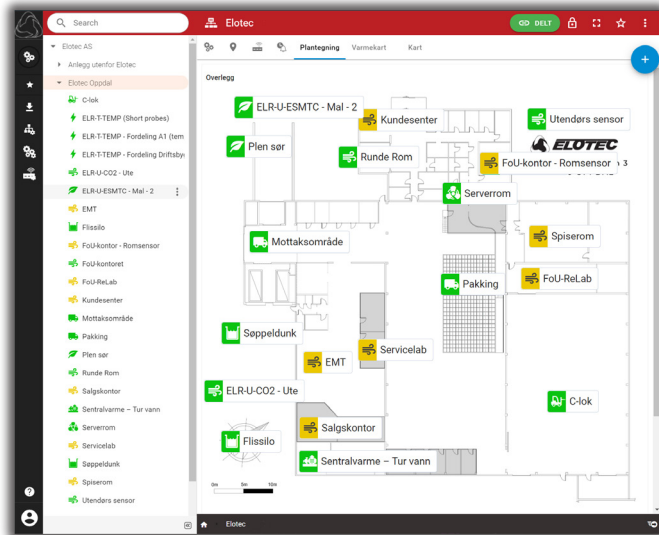 Search
Elotec
DELT
Elotec AS
Anlegg utenfor Elotec
Elotec Oppdal
C-lok
ELR-T-TEMP (Short probes)
ELR-T-TEMP - Fordeling A1 (tem
ELR-T-TEMP - Fordeling Driftsby
ELR-U-CO2 - Ute
ELR-U-ESMTC - Mal - 2
EMT
Flissilo
FoU-kontor - Romsensor
FoU-kontoret
FoU-ReLab
Kundesenter
Mottaksområde
Pakking
Plen sør
Runde Rom
Salgskontor
Sentralvarme – Tur vann
Serverrom
Servicelab
Søppeldunk
Spiserom
Utendørs sensor
Plantegning
Varmekart
Kart
Overlegg
ELR-U-ESMTC - Mal - 2
Kundesenter
Utendørs sensor
Plen sør
Runde Rom
ELOTEC
FoU-kontor - Romsensor
3
Serverrom
Mottaksområde
Spiserom
Pakking
FoU-ReLab
Søppeldunk
EMT
Servicelab
ELR-U-CO2 - Ute
C-lok
Salgskontor
Flissilo
Sentralvarme – Tur vann
0m 5m 10m
Elotec